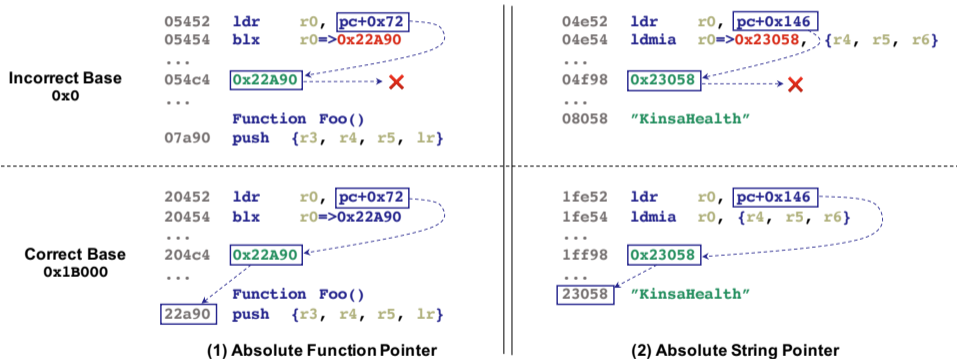 Incorrect Base
0x0
05452 ldr r0, pc+0x72
05454 blx r0=>0x22A90
...
054c4 0x22A90
...
Function Foo()
07a90 push {r3, r4, r5, lr}
04e52 ldr r0, pc+0x146
04e54 ldmia r0=>0x23058, {r4, r5, r6}
...
04f98 0x23058
...
08058 "KinsaHealth"
Correct Base
0x1B000
20452 ldr r0, pc+0x72
20454 blx r0=>0x22A90
...
204c4 0x22A90
...
Function Foo()
22a90 push {r3, r4, r5, lr}
1fe52 ldr r0, pc+0x146
1fe54 ldmia r0, {r4, r5, r6}
...
1ff98 0x23058
...
23058 "KinsaHealth"
(1) Absolute Function Pointer
(2) Absolute String Pointer